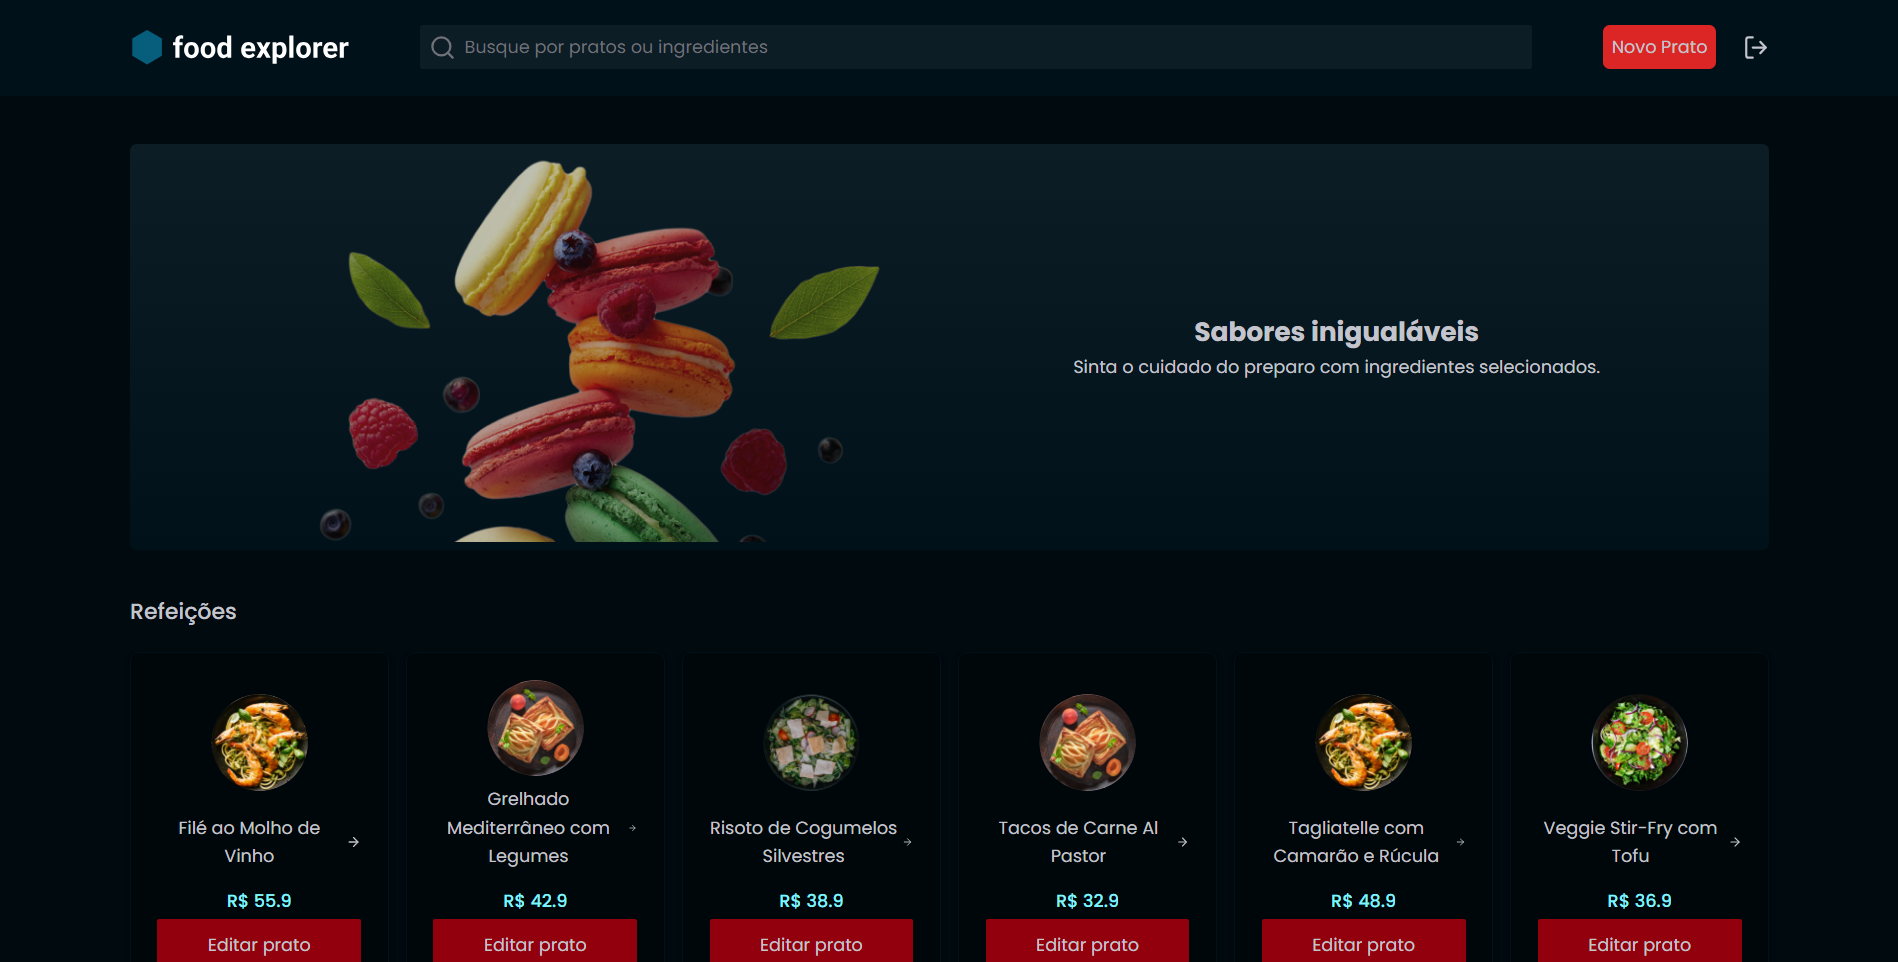 food explorer
Busque por pratos ou ingredientes
Novo Prato
Sabores inigualáveis
Sinta o cuidado do preparo com ingredientes selecionados.
Refeições
Filé ao Molho de
Vinho
R$ 55.9
Editar prato
Grelhado
Mediterrâneo com
Legumes
R$ 42.9
Editar prato
Risoto de Cogumelos
Silvestres
R$ 38.9
Editar prato
Tacos de Carne Al
Pastor
R$ 32.9
Editar prato
Tagliatelle com
Camarão e Rúcula
R$ 48.9
Editar prato
Veggie Stir-Fry com
Tofu
R$ 36.9
Editar prato